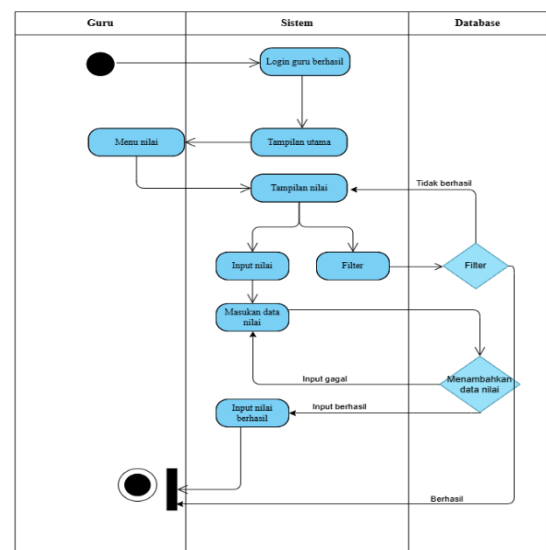 Guru
Sistem
Database
Login guru berhasil
Menu nilai
Tampilan utama
Tampilan nilai
Tidak berhasil
Input nilai
Filter
Filter
Masukan data
nilai
Input gagal
Menambahkan
data nilai
Input nilai
berhasil
Input berhasil
Berhasil